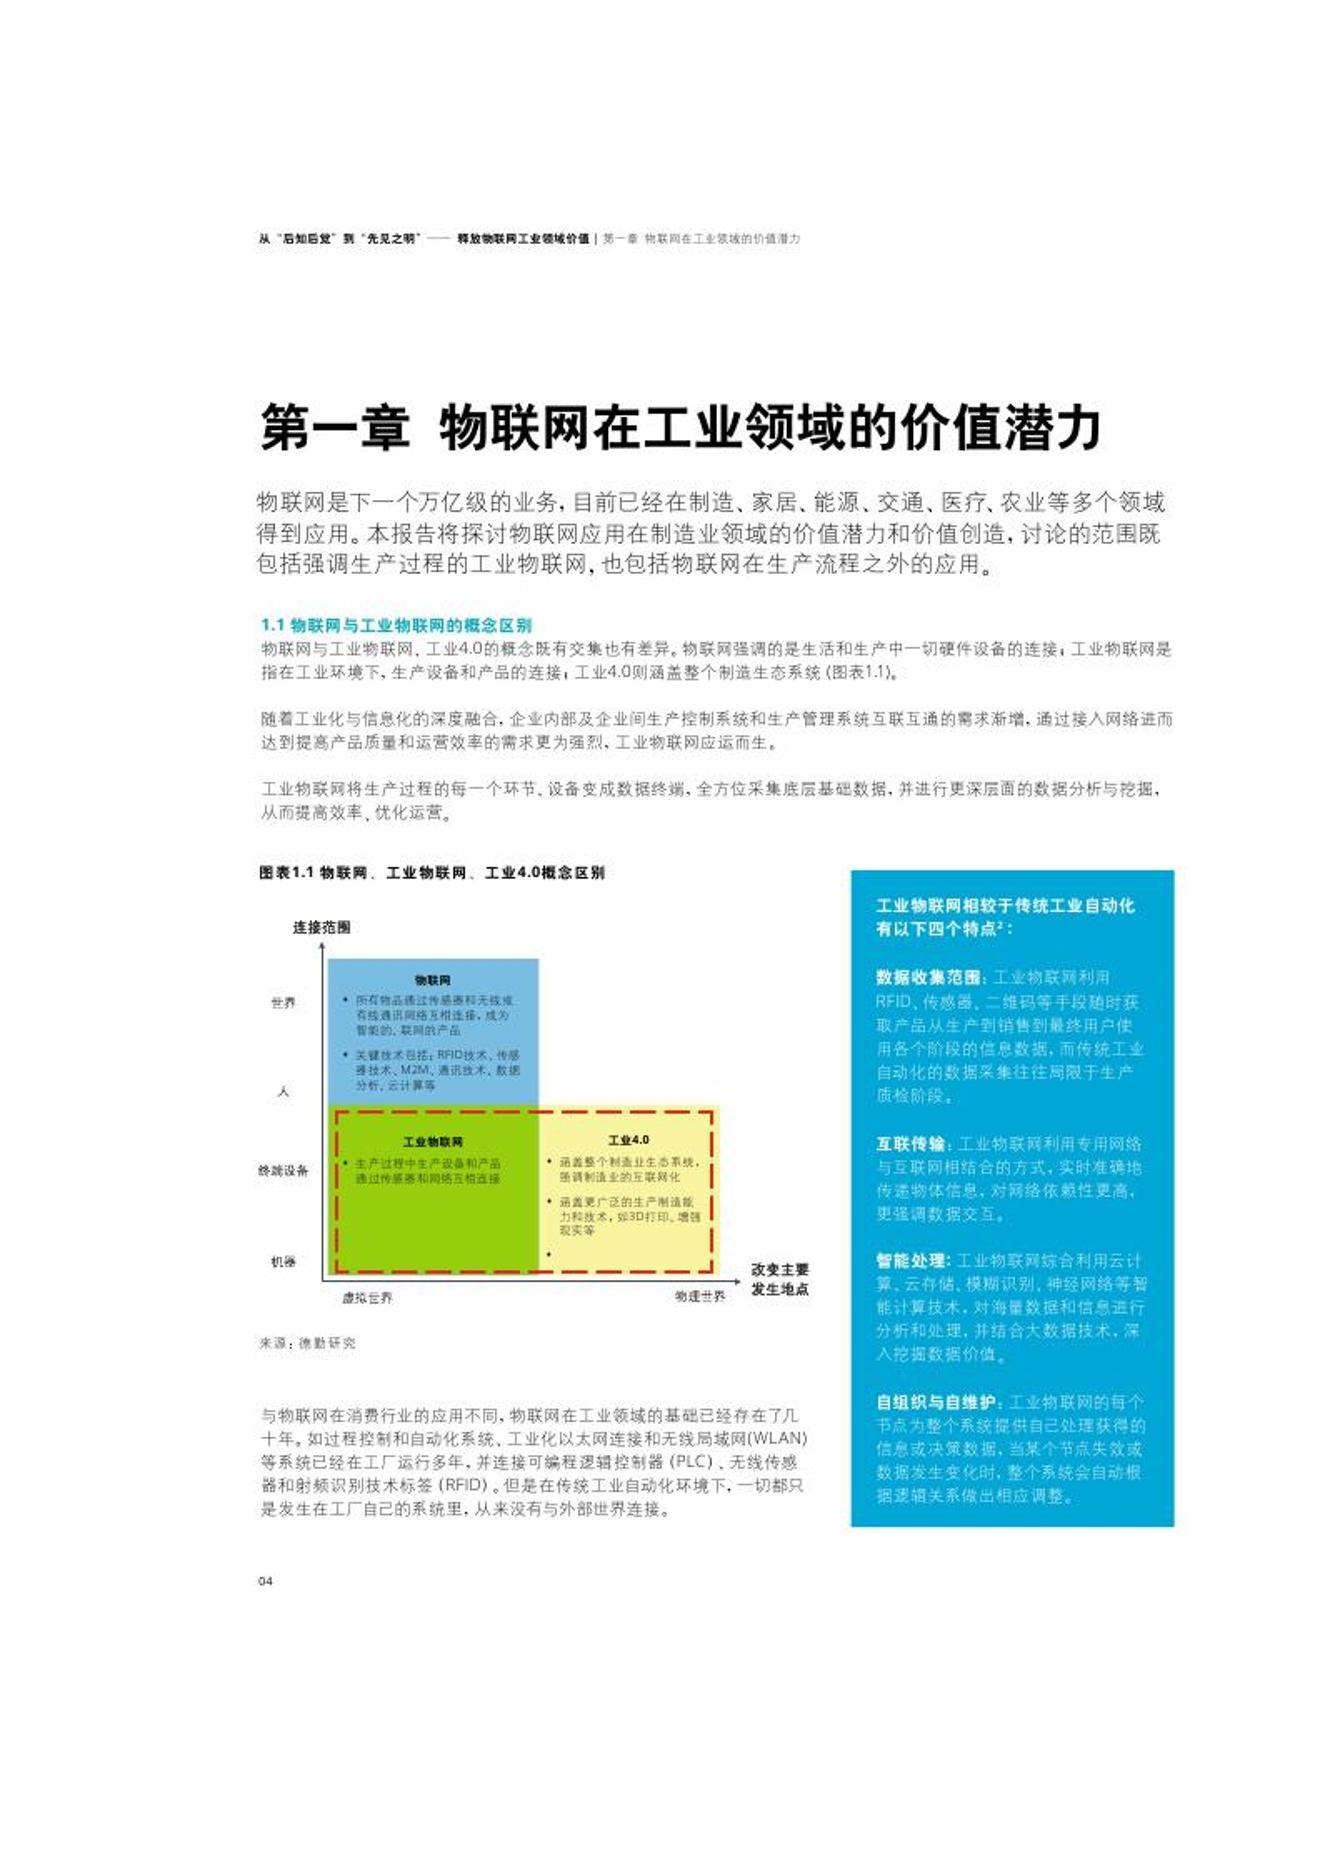 从“后知后觉”到“先见之明”—— 释放物联网工业领域价值 | 第一章 物联网在工业领域的价值潜力
第一章 物联网在工业领域的价值潜力
物联网是下一个万亿级的业务，目前已经在制造、家居、能源、交通、医疗、农业等多个领域
得到应用。本报告将探讨物联网应用在制造业领域的价值潜力和价值创造，讨论的范围既
包括强调生产过程的工业物联网，也包括物联网在生产流程之外的应用。
1.1 物联网与工业物联网的概念区别
物联网与工业物联网、工业4.0的概念既有交集也有差异。物联网强调的是生活和生产中一切硬件设备的连接；工业物联网是
指在工业环境下，生产设备和产品的连接；工业4.0则涵盖整个制造生态系统 (图表1.1)。
随着工业化与信息化的深度融合，企业内部及企业间生产控制系统和生产管理系统互联互通的需求渐增，通过接入网络进而
达到提高产品质量和运营效率的需求更为强烈，工业物联网应运而生。
工业物联网将生产过程的每一个环节、设备变成数据终端，全方位采集底层基础数据，并进行更深层面的数据分析与挖掘，
从而提高效率、优化运营。
图表1.1 物联网、工业物联网、工业4.0概念区别
连接范围
世界
人
终端设备
机器
物联网
• 所有物品通过传感器和无线或
有线通讯网络互相连接，成为
智能的、联网的产品
• 关键技术包括：RFID技术、传感
器技术、M2M、通讯技术、数据
分析、云计算等
工业物联网
• 生产过程中生产设备和产品
通过传感器和网络互相连接
工业4.0
• 涵盖整个制造业生态系统，
强调制造业的互联网化
• 涵盖更广泛的生产制造能
力和技术，如3D打印、增强
现实等
•
虚拟世界
物理世界
改变主要
发生地点
来源：德勤研究
与物联网在消费行业的应用不同，物联网在工业领域的基础已经存在了几
十年。如过程控制和自动化系统、工业化以太网连接和无线局域网(WLAN)
等系统已经在工厂运行多年，并连接可编程逻辑控制器 (PLC) 、无线传感
器和射频识别技术标签 (RFID) 。但是在传统工业自动化环境下，一切都只
是发生在工厂自己的系统里，从来没有与外部世界连接。
工业物联网相较于传统工业自动化
有以下四个特点²：
数据收集范围：工业物联网利用
RFID、传感器、二维码等手段随时获
取产品从生产到销售到最终用户使
用各个阶段的信息数据，而传统工业
自动化的数据采集往往局限于生产
质检阶段。
互联传输：工业物联网利用专用网络
与互联网相结合的方式，实时准确地
传递物体信息，对网络依赖性更高，
更强调数据交互。
智能处理：工业物联网综合利用云计
算、云存储、模糊识别，神经网络等智
能计算技术，对海量数据和信息进行
分析和处理，并结合大数据技术，深
入挖掘数据价值。
自组织与自维护：工业物联网的每个
节点为整个系统提供自己处理获得的
信息或决策数据，当某个节点失效或
数据发生变化时，整个系统会自动根
据逻辑关系做出相应调整。
04